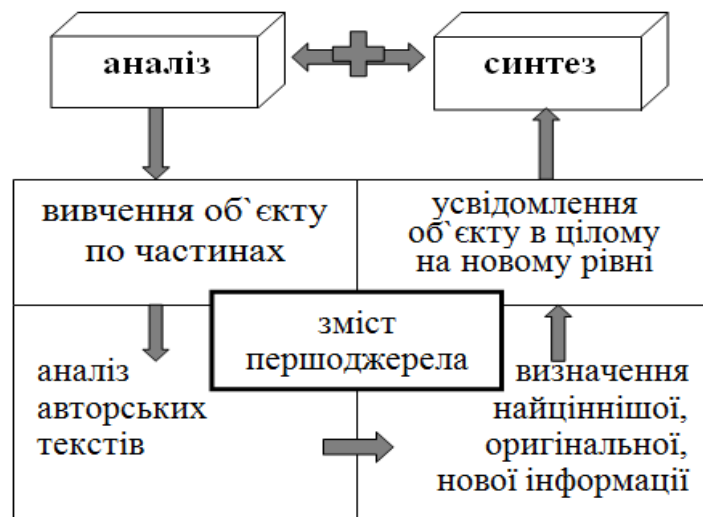 аналіз
синтез
вивчення об`єкту
по частинах
усвідомлення
об`єкту в цілому
на новому рівні
зміст
першоджерела
аналіз
авторських
текстів
визначення
найціннішої,
оригінальної,
нової інформації